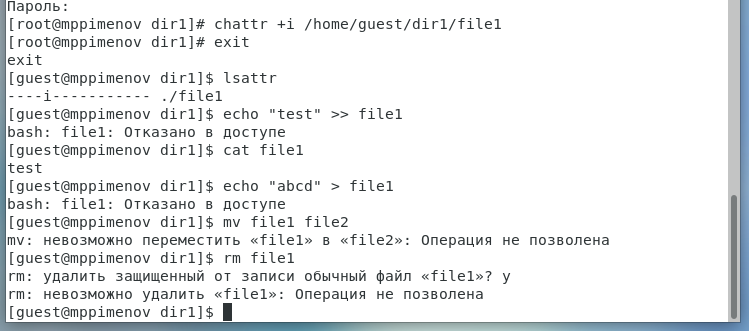 Пароль:
[root@mppimenov dir1]# chattr +i /home/guest/dir1/file1
[root@mppimenov dir1]# exit
exit
[guest@mppimenov dir1]$ lsattr
----i----------- ./file1
[guest@mppimenov dir1]$ echo "test" >> file1
bash: file1: Отказано в доступе
[guest@mppimenov dir1]$ cat file1
test
[guest@mppimenov dir1]$ echo "abcd" > file1
bash: file1: Отказано в доступе
[guest@mppimenov dir1]$ mv file1 file2
mv: невозможно переместить «file1» в «file2»: Операция не позволена
[guest@mppimenov dir1]$ rm file1
rm: удалить защищенный от записи обычный файл «file1»? y
rm: невозможно удалить «file1»: Операция не позволена
[guest@mppimenov dir1]$